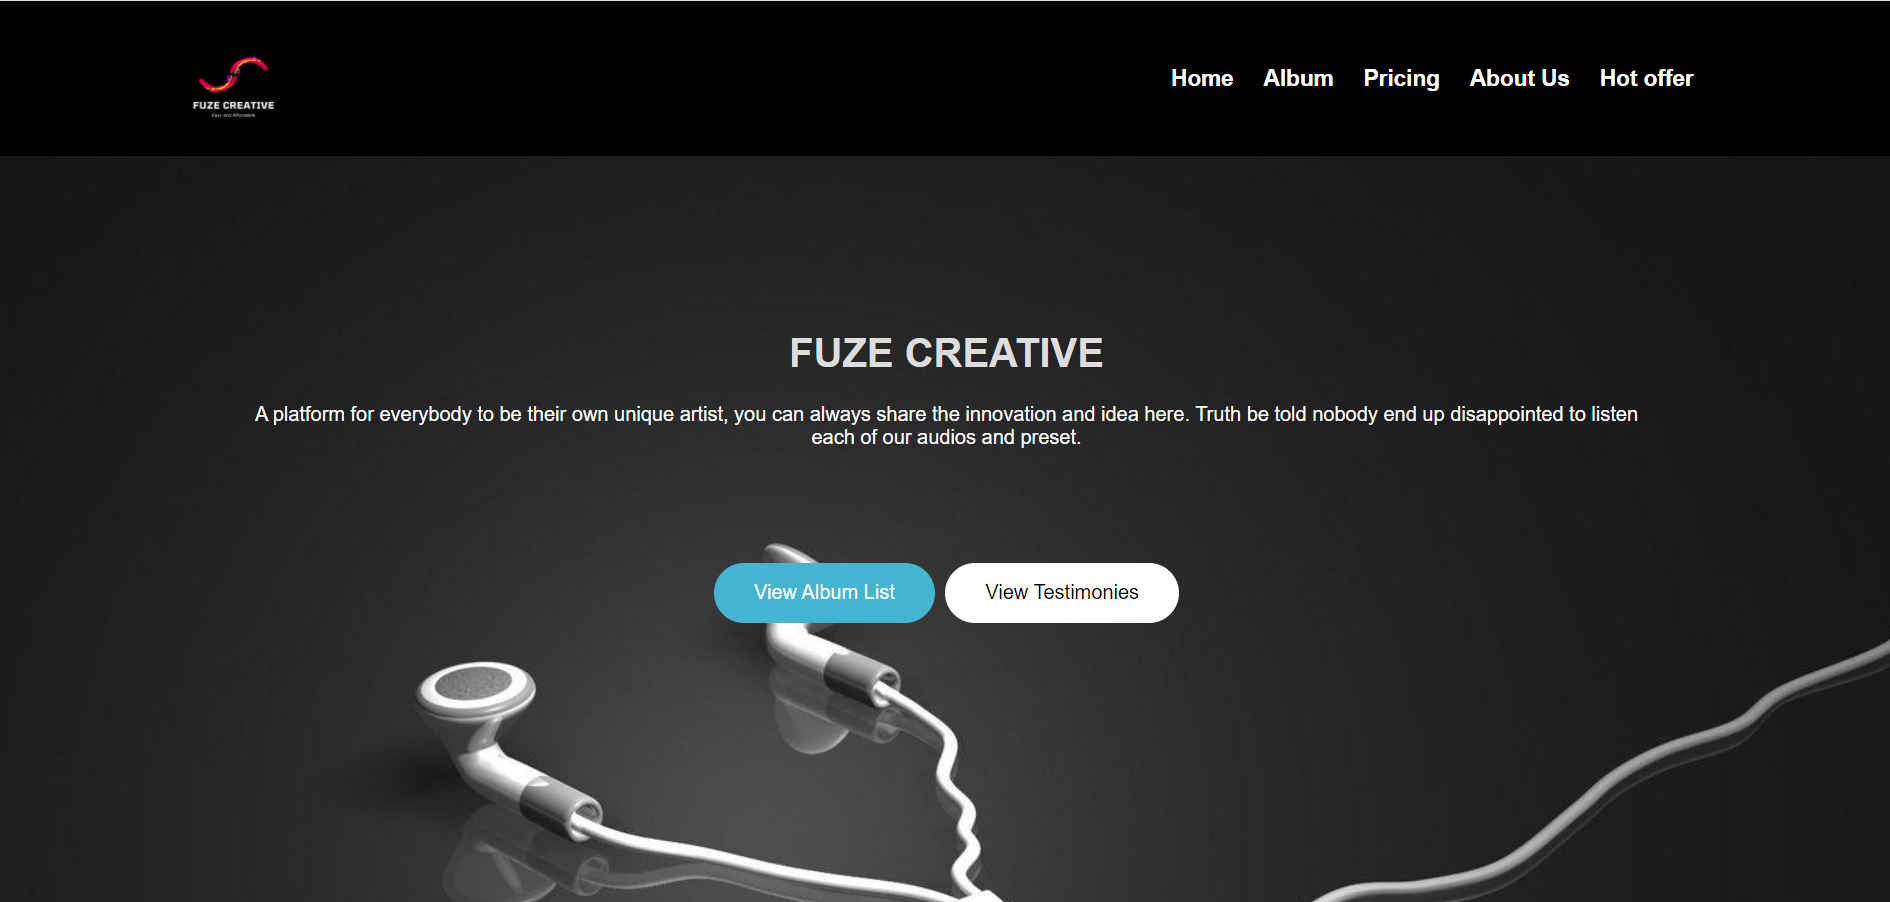 FUZE CREATIVE
Easy and Affordable
Home Album Pricing About Us Hot offer
FUZE CREATIVE
A platform for everybody to be their own unique artist, you can always share the innovation and idea here. Truth be told nobody end up disappointed to listen
each of our audios and preset.
View Album List View Testimonies